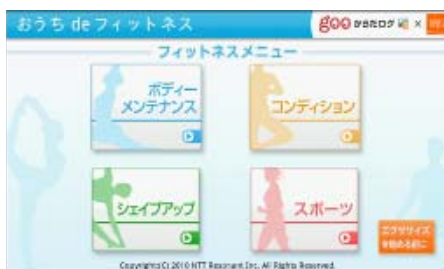 おうち de フィットネス
goo からだログ ×
フィットネスメニュー
ボディー
メンテナンス
コンディション
シェイプアップ
スポーツ
エクササイズ
を始める前に
Copyrights(C) 2010 NTT Resonant Inc. All Rights Reserved.